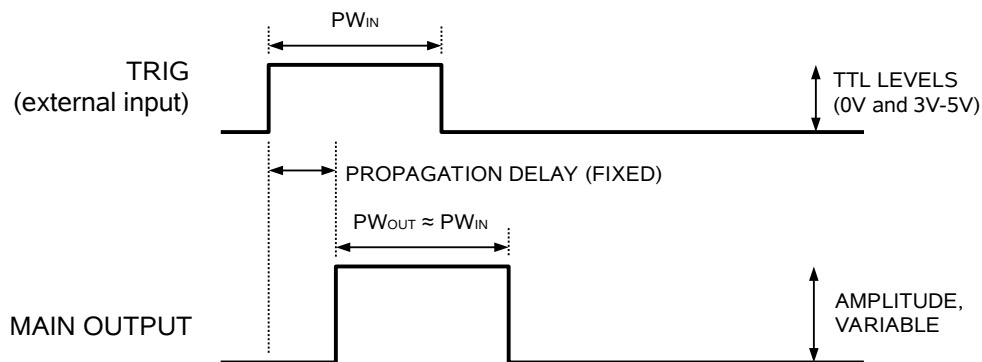 PWIN
TRIG
(external input)
TTL LEVELS
(0V and 3V-5V)
PROPAGATION DELAY (FIXED)
PWOUT ≈ PWIN
MAIN OUTPUT
AMPLITUDE,
VARIABLE